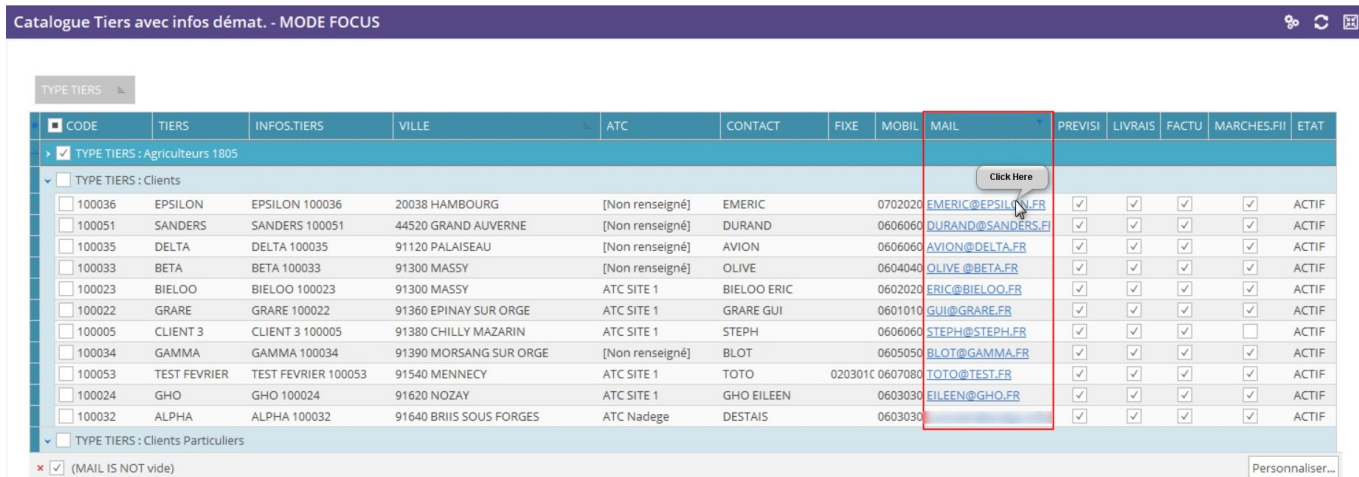 Catalogue Tiers avec infos démat. - MODE FOCUS
TYPE TIERS
CODE TIERS INFOS.TIERS VILLE ATC CONTACT FIXE MOBIL MAIL PREVISI LIVRAIS FACTU MARCHES.FII ETAT
TYPE TIERS : Agriculteurs 1805
TYPE TIERS : Clients
Click Here
100036 EPSILON EPSILON 100036 20038 HAMBOURG [Non renseigné] EMERIC 0702020 EMERIC@EPSILON.FR ACTIF
100051 SANDERS SANDERS 100051 44520 GRAND AUVERNE [Non renseigné] DURAND 0606060 DURAND@SANDERS.FI ACTIF
100035 DELTA DELTA 100035 91120 PALAISEAU [Non renseigné] AVION 0606060 AVION@DELTA.FR ACTIF
100033 BETA BETA 100033 91300 MASSY [Non renseigné] OLIVE 0604040 OLIVE @BETA.FR ACTIF
100023 BIELOO BIELOO 100023 91300 MASSY ATC SITE 1 BIELOO ERIC 0602020 ERIC@BIELOO.FR ACTIF
100022 GRARE GRARE 100022 91360 EPINAY SUR ORGE ATC SITE 1 GRARE GUI 0601010 GUI@GRARE.FR ACTIF
100005 CLIENT 3 CLIENT 3 100005 91380 CHILLY MAZARIN ATC SITE 1 STEPH 0606060 STEPH@STEPH.FR ACTIF
100034 GAMMA GAMMA 100034 91390 MORSANG SUR ORGE [Non renseigné] BLOT 0605050 BLOT@GAMMA.FR ACTIF
100053 TEST FEVRIER TEST FEVRIER 100053 91540 MENNECY ATC SITE 1 TOTO 020301C 0607080 TOTO@TEST.FR ACTIF
100024 GHO GHO 100024 91620 NOZAY ATC SITE 1 GHO EILEEN 0603030 EILEEN@GHO.FR ACTIF
100032 ALPHA ALPHA 100032 91640 BRIIS SOUS FORGES ATC Nadege DESTAIS 0603030 ACTIF
TYPE TIERS : Clients Particuliers
(MAIL IS NOT vide) Personnaliser...